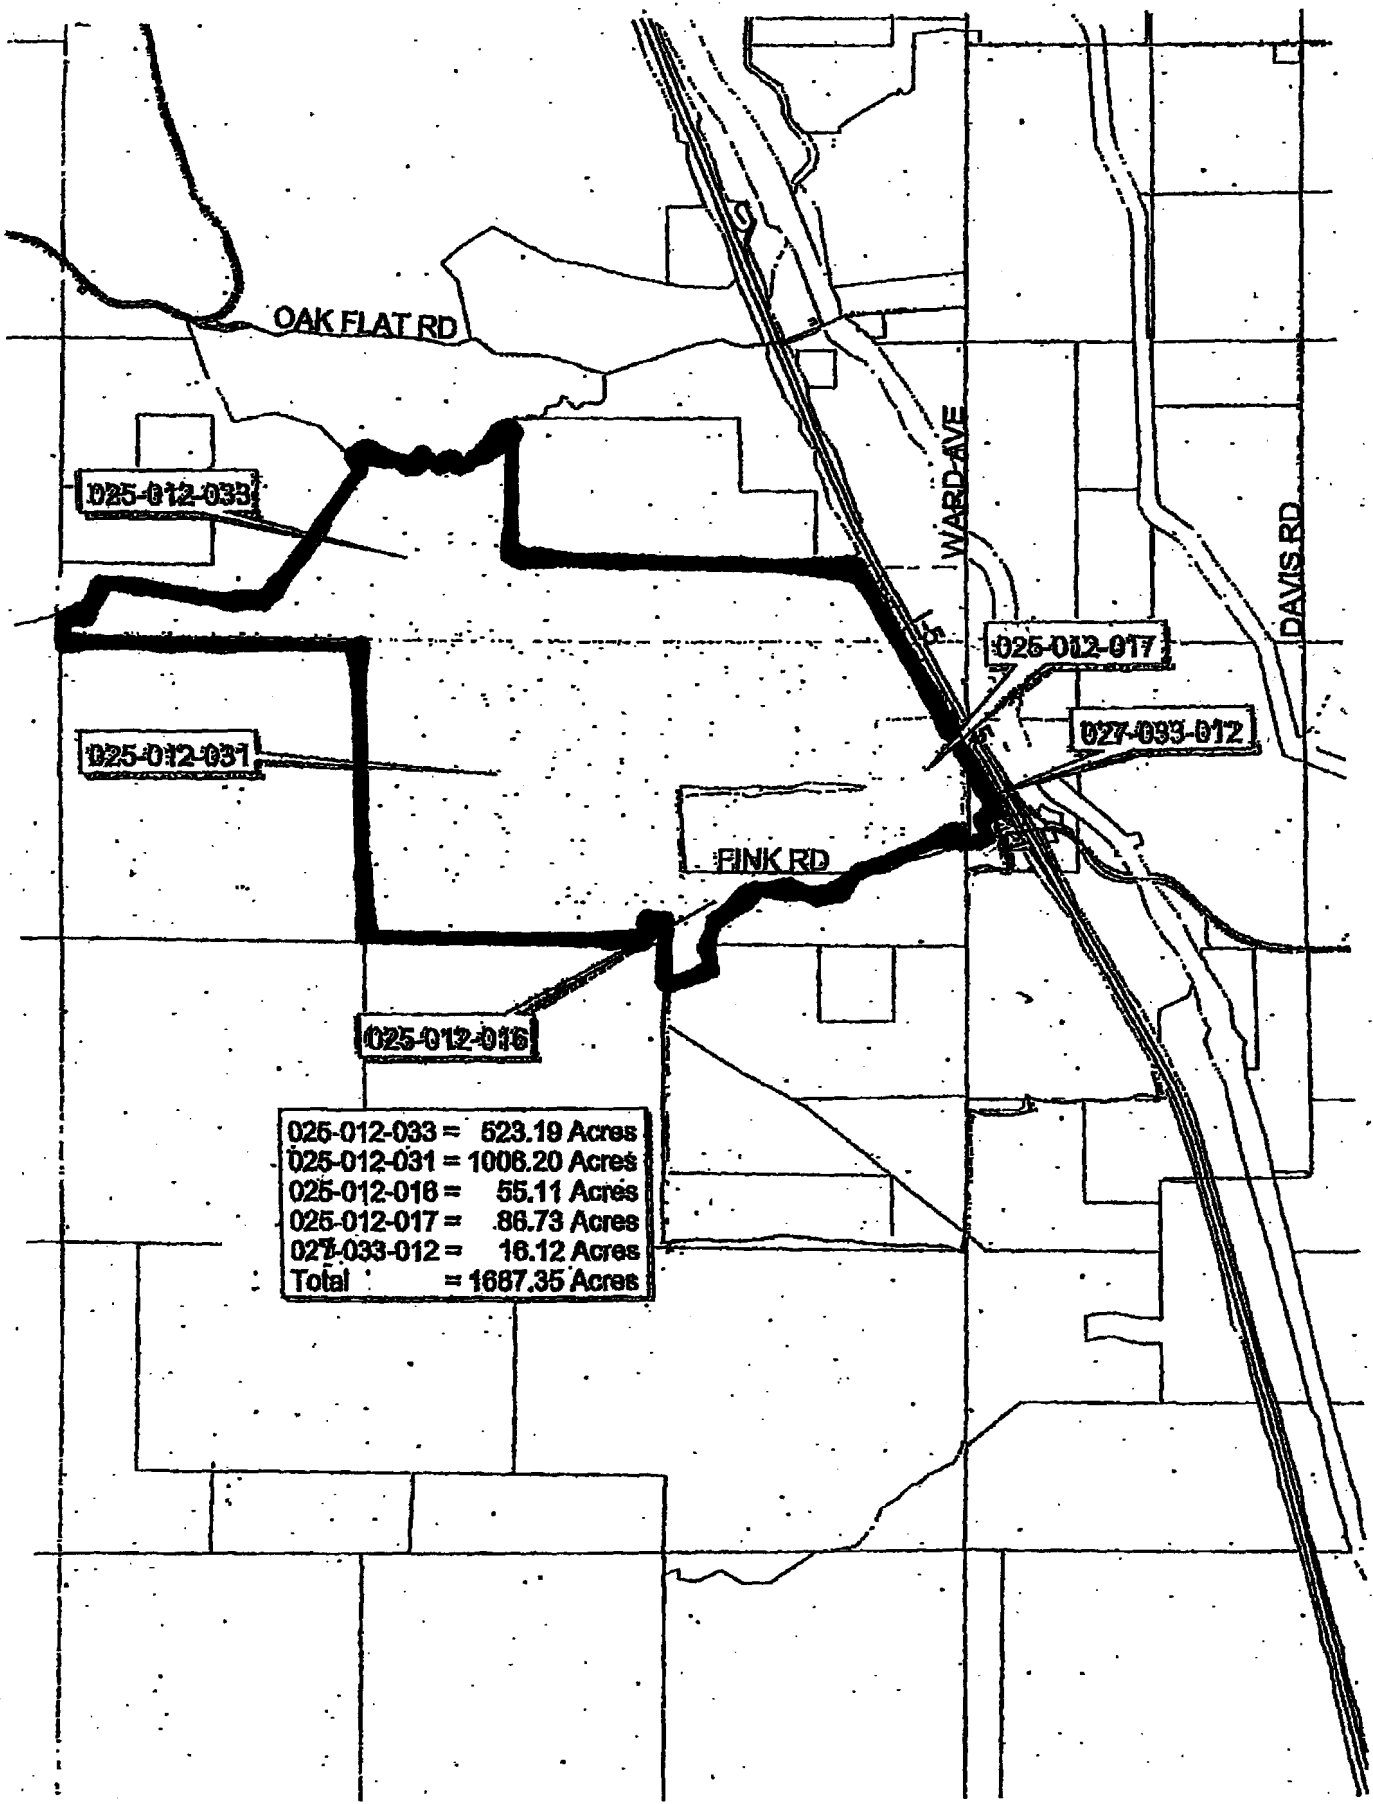 OAK FLAT RD
WARD AVE
DAVIS RD
025-012-033
I-5
025-012-017
027-033-012
025-012-031
FINK RD
025-012-016
025-012-033 = 523.19 Acres
025-012-031 = 1006.20 Acres
025-012-016 = 55.11 Acres
025-012-017 = 86.73 Acres
027-033-012 = 16.12 Acres
Total = 1687.35 Acres